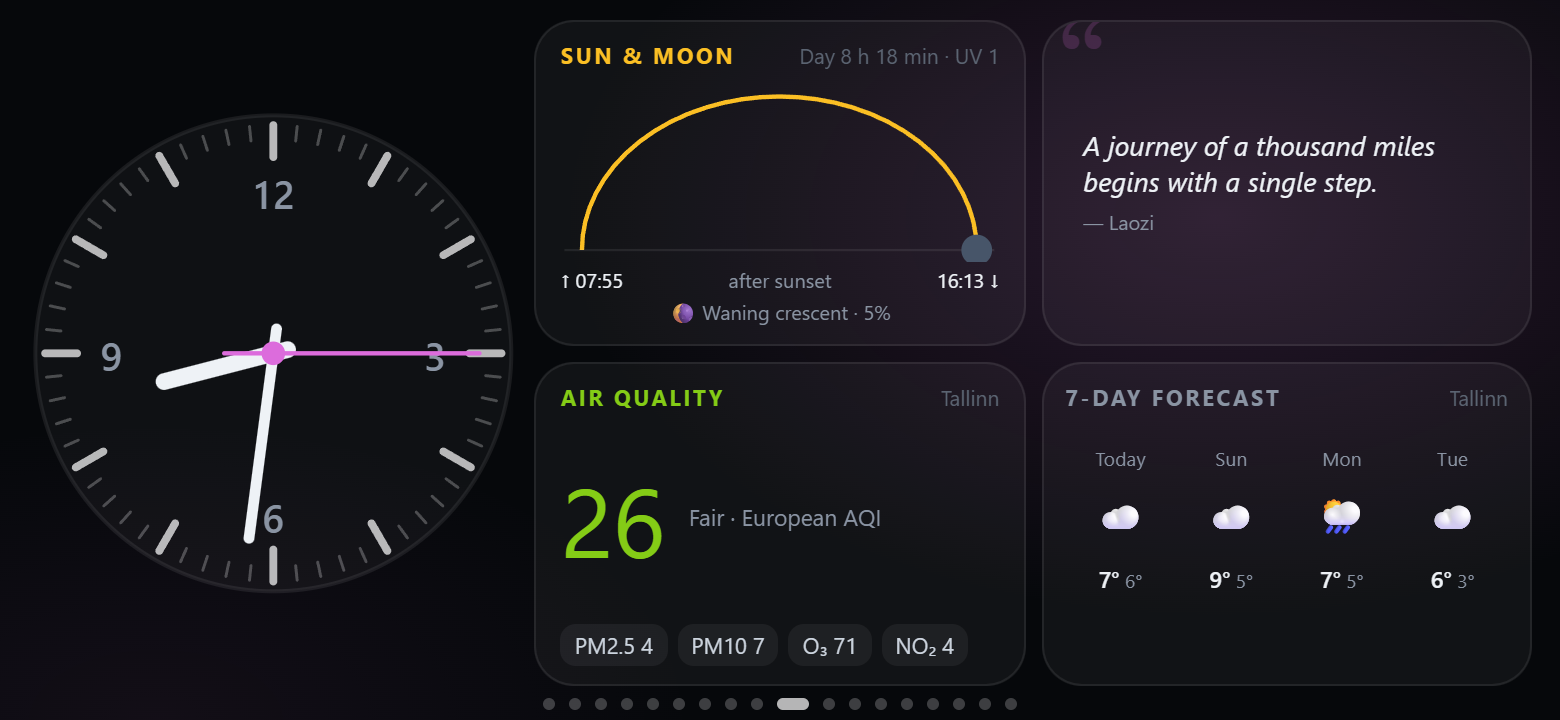 12
9
3
6
SUN & MOON
Day 8 h 18 min · UV 1
↑ 07:55
after sunset
16:13 ↓
Waning crescent · 5%
“
A journey of a thousand miles
begins with a single step.
— Laozi
AIR QUALITY
Tallinn
26
Fair · European AQI
PM2.5 4
PM10 7
O₃ 71
NO₂ 4
7-DAY FORECAST
Tallinn
Today
Sun
Mon
Tue
7° 6°
9° 5°
7° 5°
6° 3°